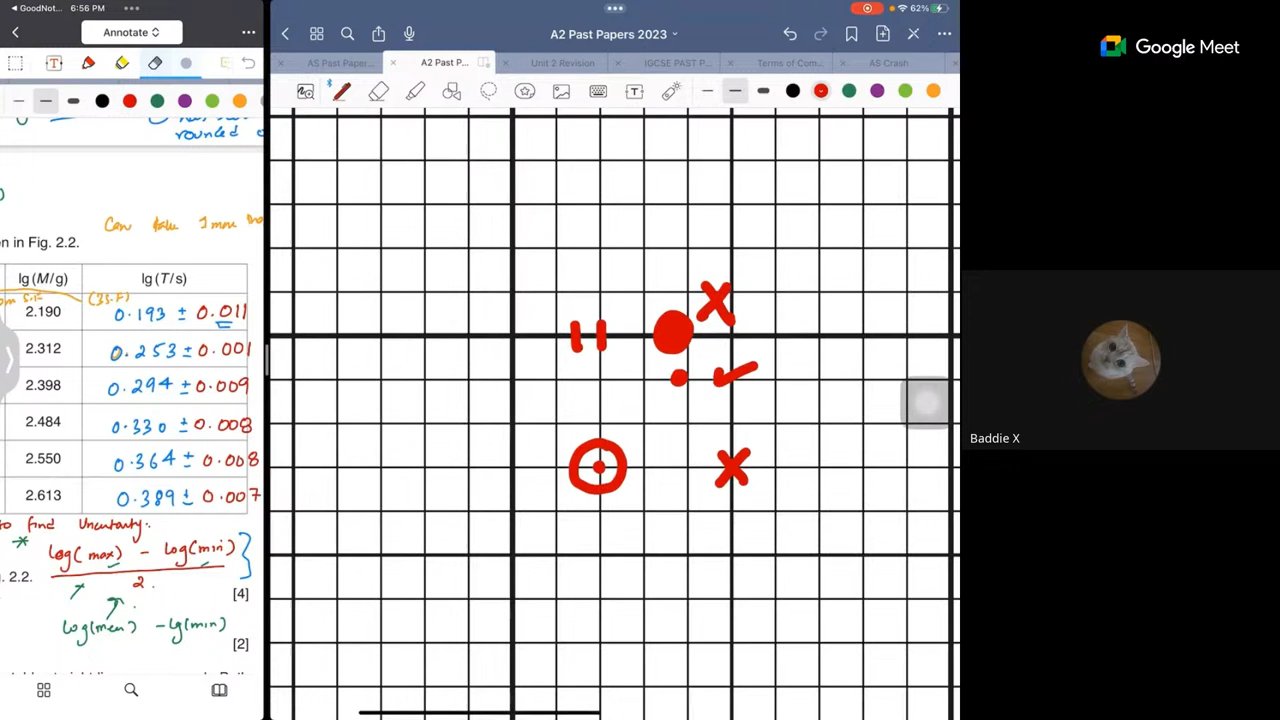 GoodNot... 6:56 PM
Annotate
rounded
Can take 1 more
n in Fig. 2.2.
lg (M/g) lg (T/s)
(3S.F)
2.190 0.193 ± 0.011
2.312 0.253 ± 0.001
2.398 0.294 ± 0.009
2.484 0.330 ± 0.008
2.550 0.364 ± 0.008
2.613 0.389 ± 0.007
to find Uncertainty:
* log(max) - log(min)
2.2. 2
[4]
-lg(min)
[2]
62%
A2 Past Papers 2023
AS Past Paper...
A2 Past P...
Unit 2 Revision
IGCSE PAST P...
Terms of Com...
AS Crash
Google Meet
Baddie X